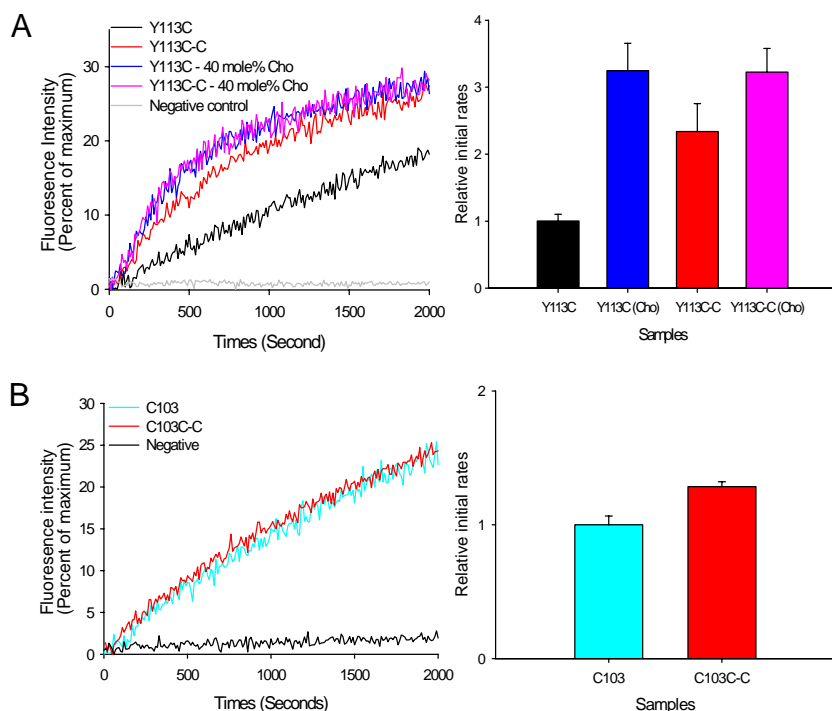 A
Y113C
Y113C-C
Y113C - 40 mole% Cho
Y113C-C - 40 mole% Cho
Negative control
Fluoresence Intensity
(Percent of maximum)
30
20
10
0
0 500 1000 1500 2000
Times (Second)
Relative initial rates
4
3
2
1
0
Y113C Y113C (Cho) Y113C-C Y113C-C (Cho)
Samples
B
C103
C103C-C
Negative
Fluoresence intensity
(Percent of maximum)
30
25
20
15
10
5
0
0 500 1000 1500 2000
Times (Seconds)
Relative initial rates
2
1
0
C103 C103C-C
Samples